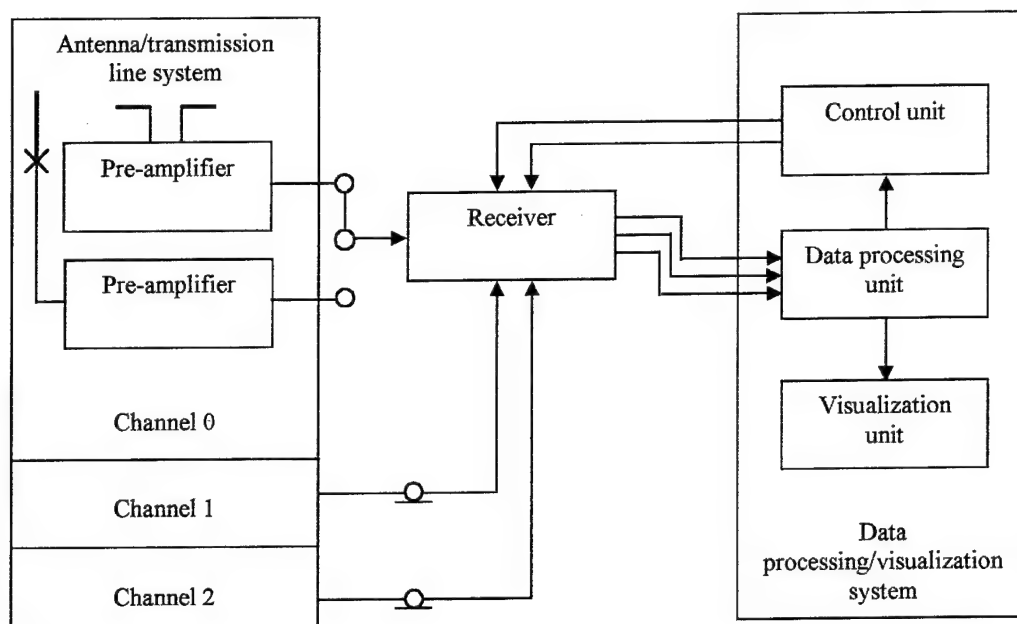 Antenna/transmission
line system
Pre-amplifier
Pre-amplifier
Channel 0
Channel 1
Channel 2
Receiver
Control unit
Data processing
unit
Visualization
unit
Data
processing/visualization
system